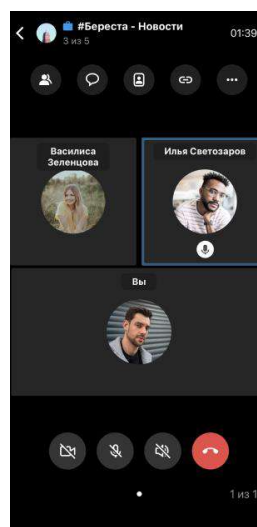 #Береста - Новости
3 из 5
01:39
Василиса
Зеленцова
Илья Светозаров
Вы
1 из 1